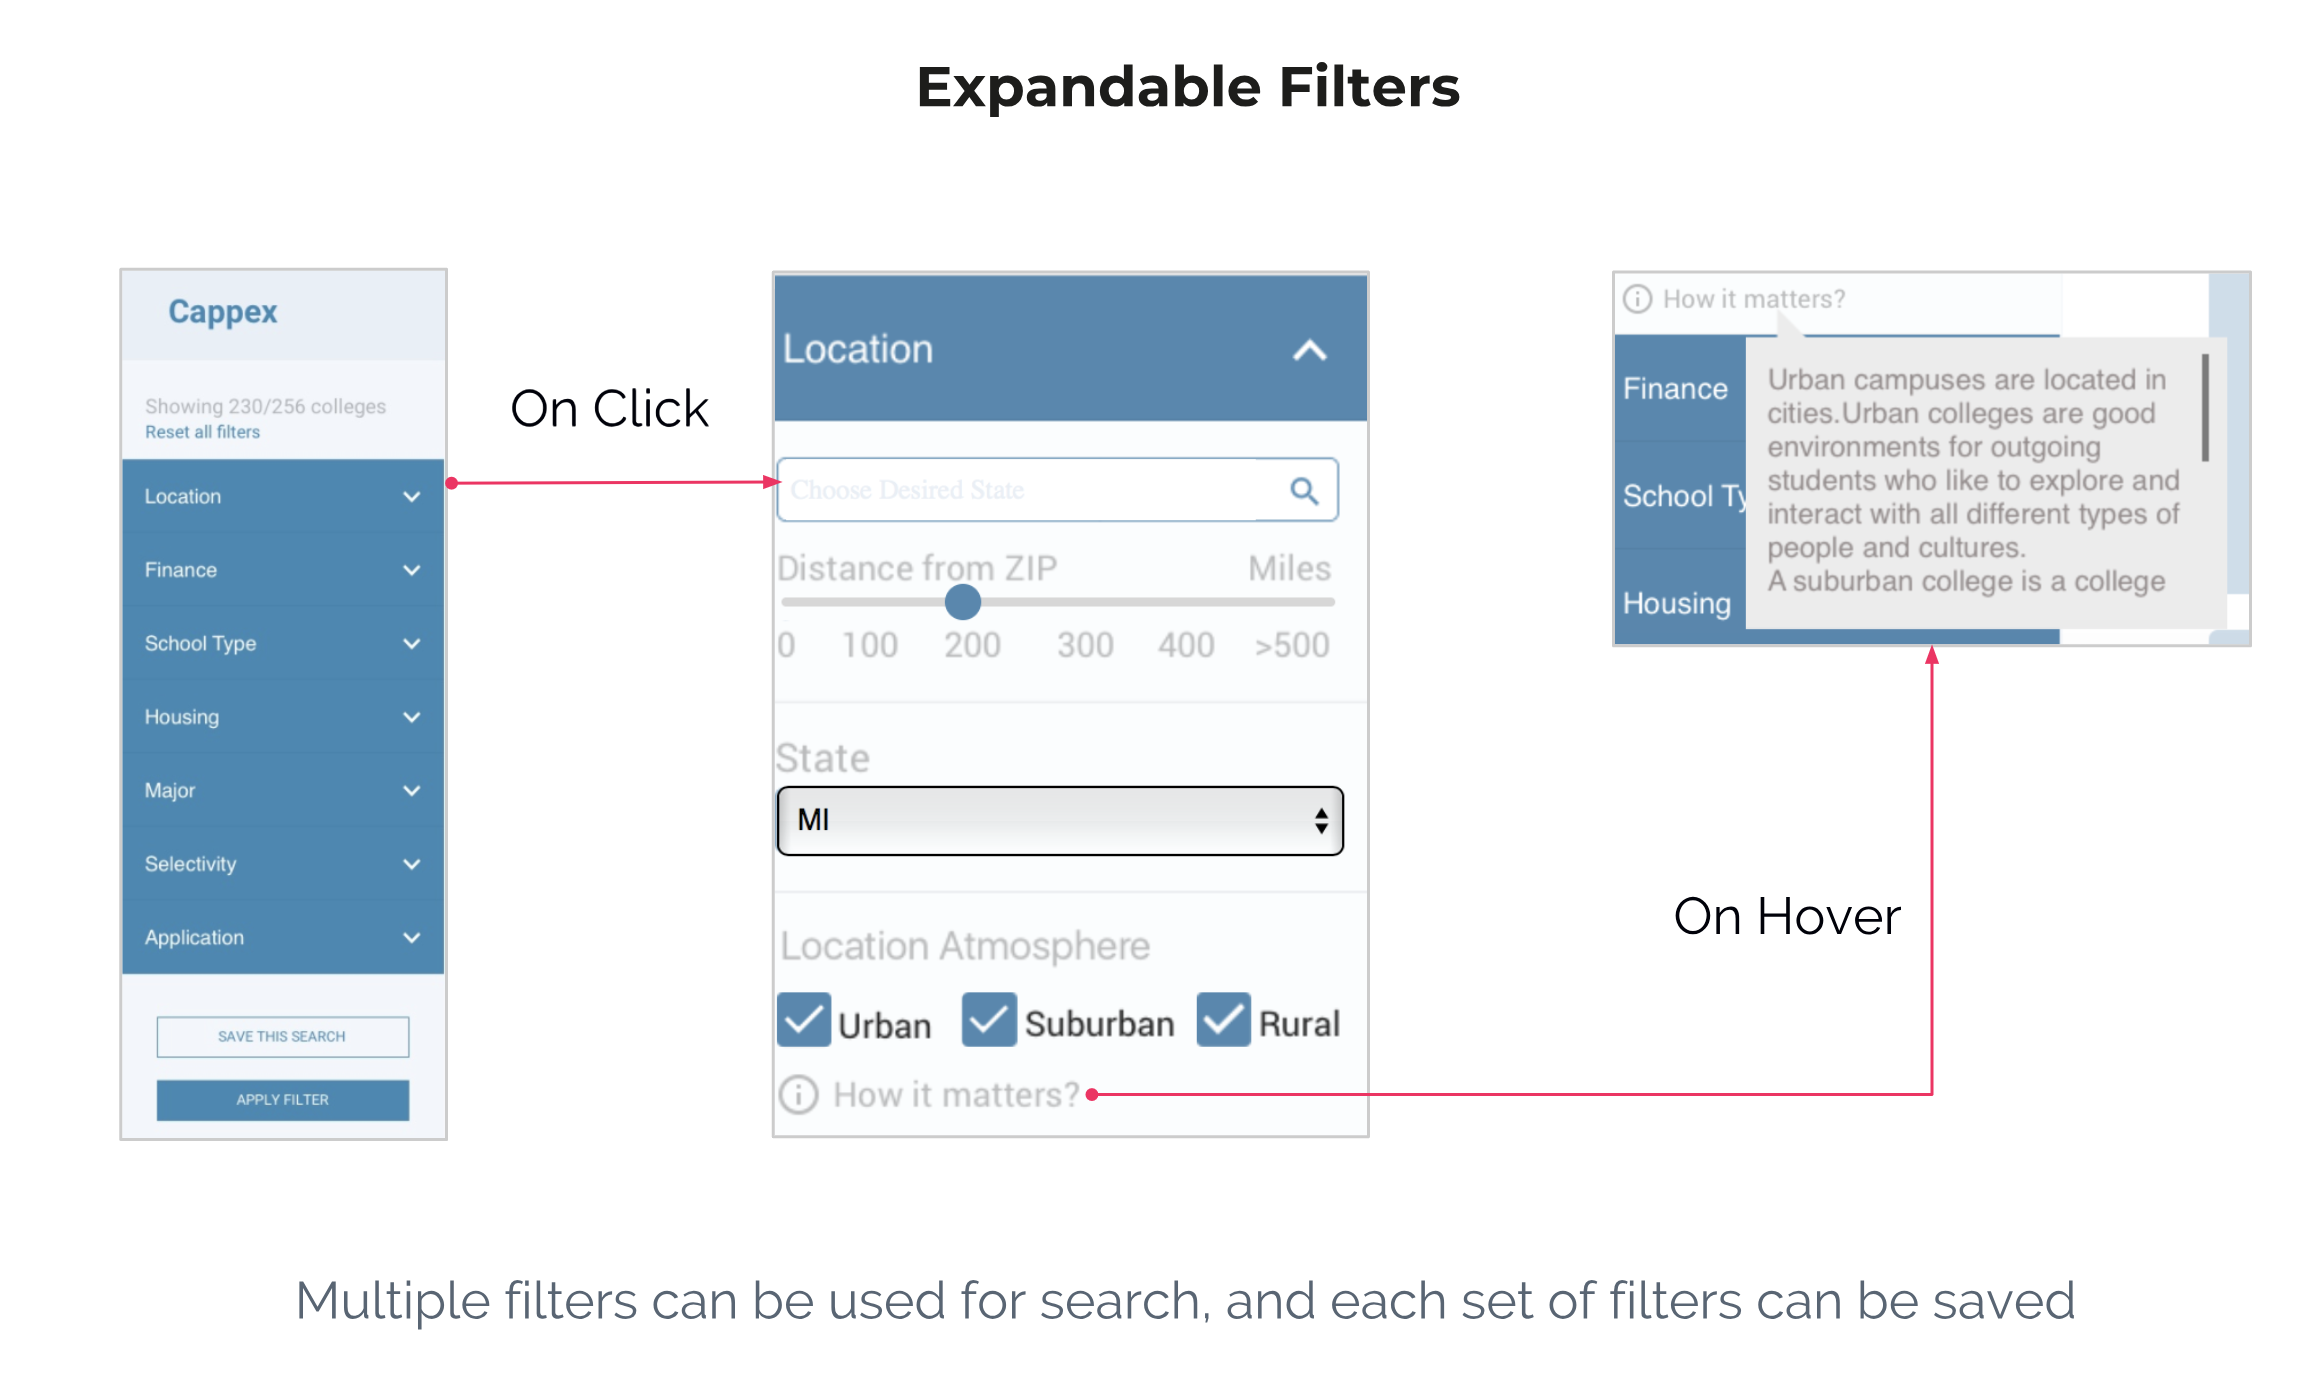 Expandable Filters
Cappex
Showing 230/256 colleges
Reset all filters
Location
Finance
School Type
Housing
Major
Selectivity
Application
SAVE THIS SEARCH
APPLY FILTER
On Click
Location
Choose Desired State
Distance from ZIP Miles
0 100 200 300 400 >500
State
MI
Location Atmosphere
Urban Suburban Rural
How it matters?
On Hover
How it matters?
Finance
School Ty
Housing
Urban campuses are located in
cities.Urban colleges are good
environments for outgoing
students who like to explore and
interact with all different types of
people and cultures.
A suburban college is a college
Multiple filters can be used for search, and each set of filters can be saved